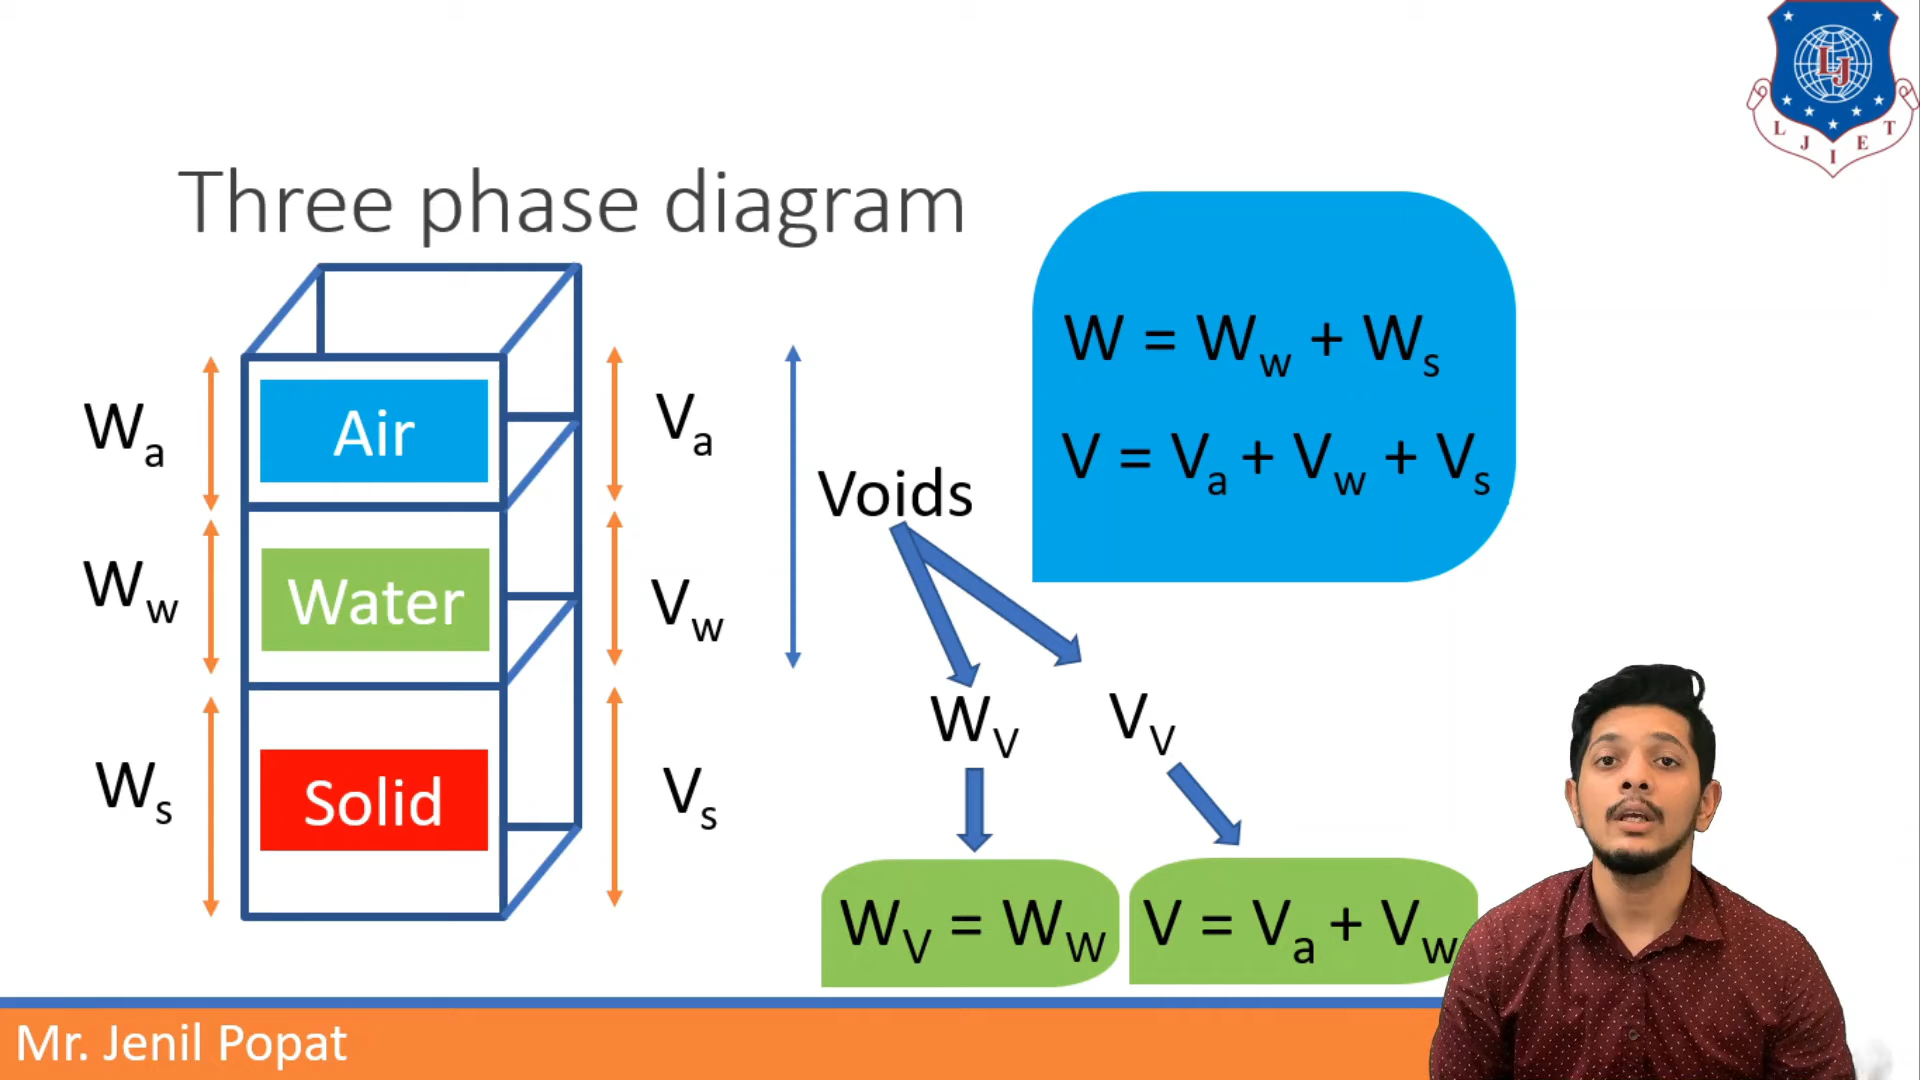 L J I E T
Three phase diagram
W = Ww + Ws
V = Va + Vw + Vs
Wa
Air
Va
Voids
Ww
Water
Vw
WV
VV
Ws
Solid
Vs
WV = WW
V = Va + Vw
Mr. Jenil Popat